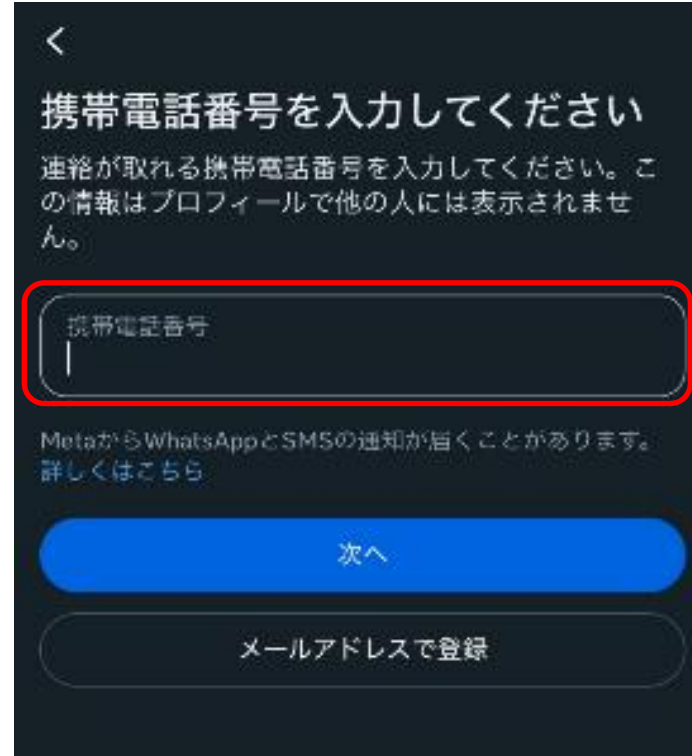 携帯電話番号を入力してください
連絡が取れる携帯電話番号を入力してください。こ
の情報はプロフィールで他の人には表示されませ
ん。
携帯電話番号
MetaからWhatsAppとSMSの通知が届くことがあります。
詳しくはこちら
次へ
メールアドレスで登録